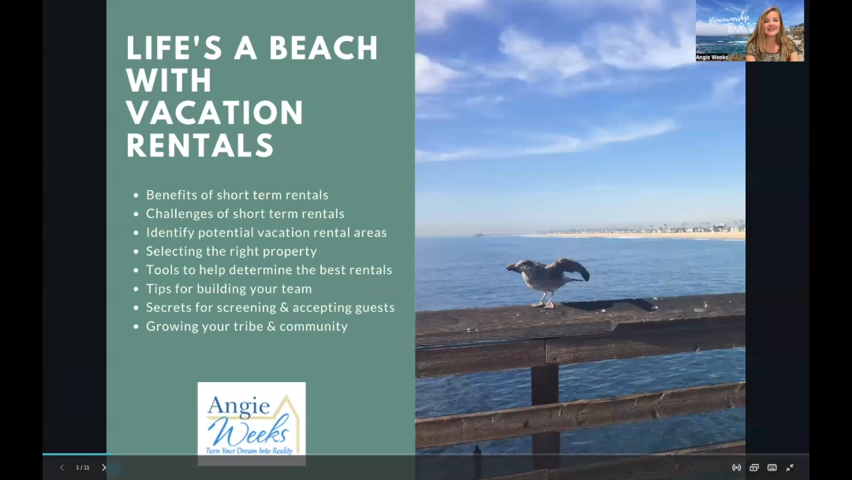 LIFE'S A BEACH
WITH
VACATION
RENTALS
Benefits of short term rentals
Challenges of short term rentals
Identify potential vacation rental areas
Selecting the right property
Tools to help determine the best rentals
Tips for building your team
Secrets for screening & accepting guests
Growing your tribe & community
Angie
Weeks
Turn Your Dream Into Reality
Homeownership
Angie Weeks
1 / 11